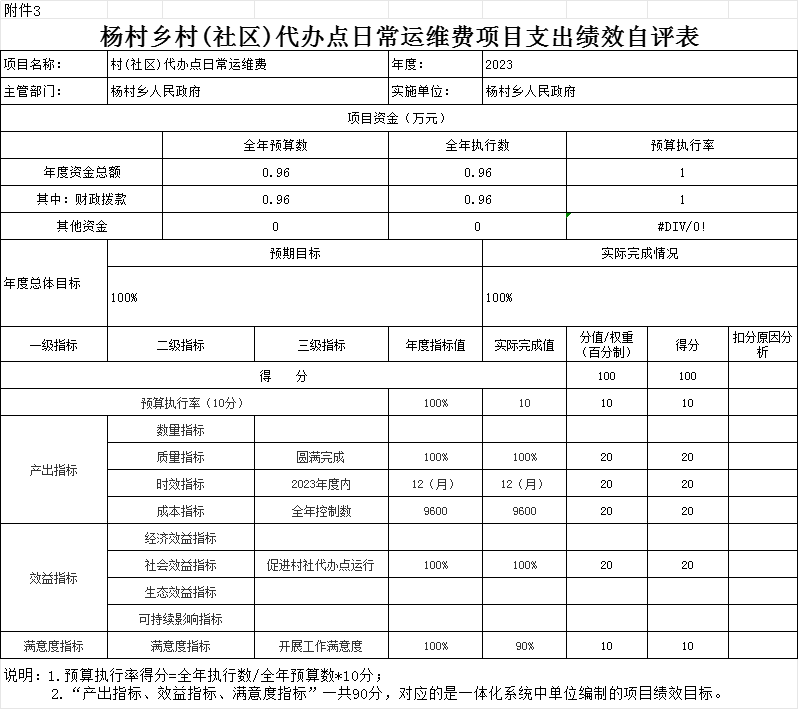 附件3
杨村乡村(社区)代办点日常运维费项目支出绩效自评表
项目名称： 村(社区)代办点日常运维费 年度： 2023
主管部门： 杨村乡人民政府 实施单位： 杨村乡人民政府
项目资金（万元）
全年预算数 全年执行数 预算执行率
年度资金总额 0.96 0.96 1
其中：财政拨款 0.96 0.96 1
其他资金 0 0 #DIV/0!
年度总体目标 预期目标 实际完成情况
100% 100%
一级指标 二级指标 三级指标 年度指标值 实际完成值 分值/权重（百分制） 得分 扣分原因分析
得 分 100 100
预算执行率（10分） 100% 10 10 10
产出指标 数量指标
质量指标 圆满完成 100% 100% 20 20
时效指标 2023年度内 12（月） 12（月） 20 20
成本指标 全年控制数 9600 9600 20 20
效益指标 经济效益指标
社会效益指标 促进村社代办点运行 100% 100% 20 20
生态效益指标
可持续影响指标
满意度指标 满意度指标 开展工作满意度 100% 90% 10 10
说明：1.预算执行率得分=全年执行数/全年预算数*10分；
2.“产出指标、效益指标、满意度指标”一共90分，对应的是一体化系统中单位编制的项目绩效目标。